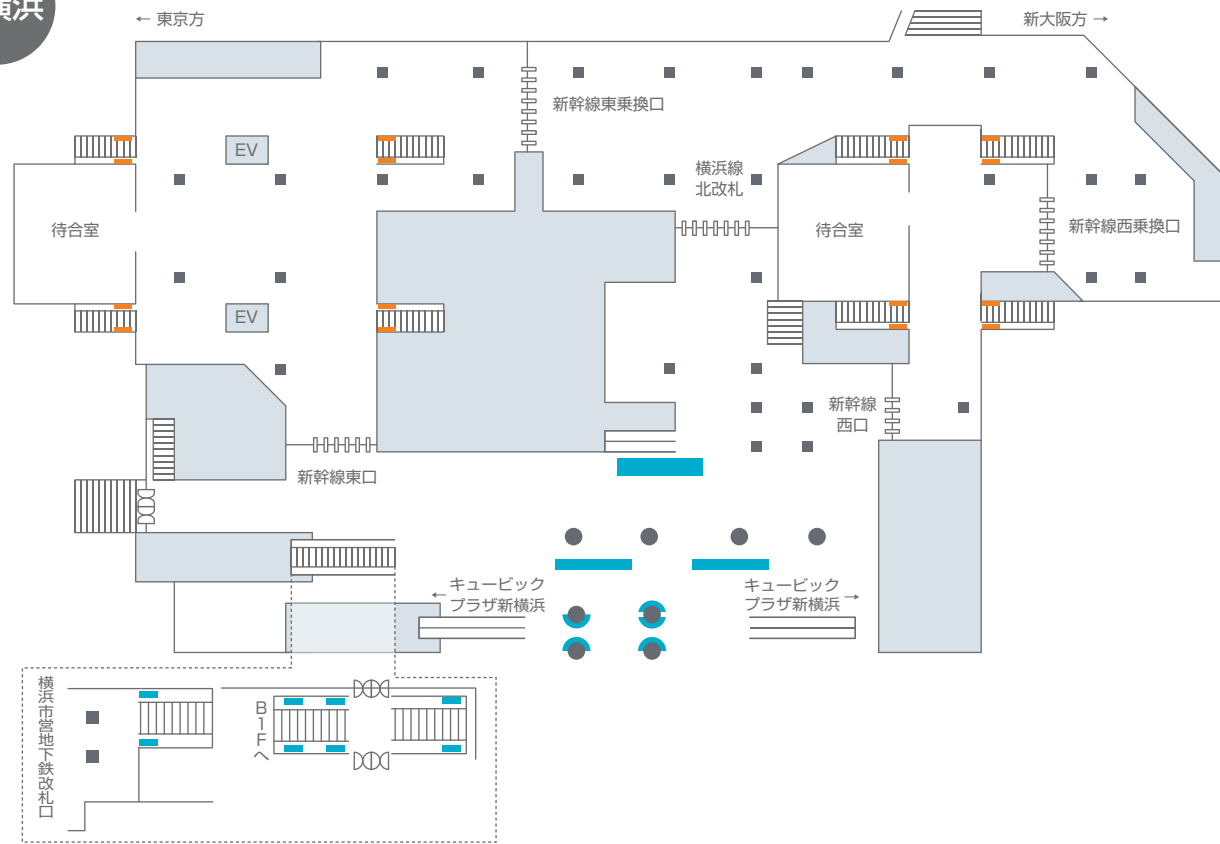 横浜
← 東京方
新大阪方 →
新幹線東乗換口
EV
横浜線
北改札
待合室
待合室
新幹線西乗換口
EV
新幹線
西口
新幹線東口
← キュービック
プラザ新横浜
キュービック →
プラザ新横浜
横浜市営地下鉄改札口
B1Fへ